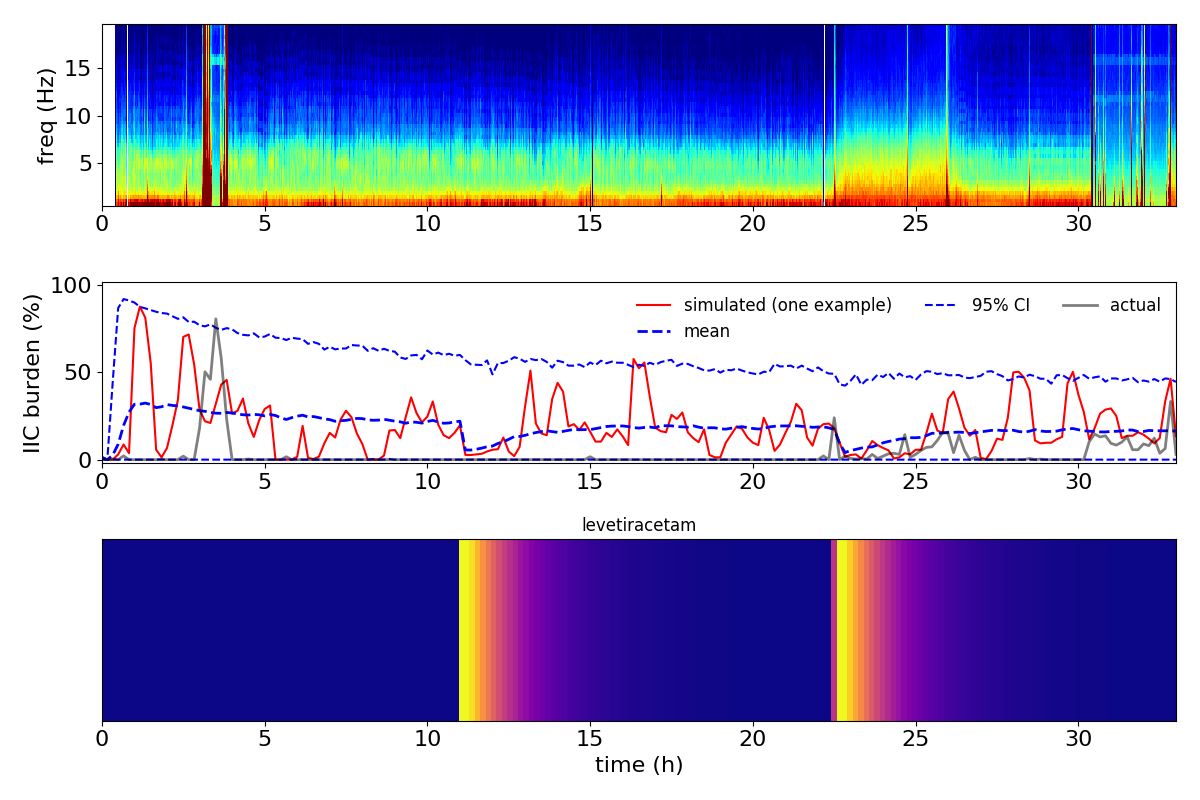 freq (Hz)
15
10
5
0 5 10 15 20 25 30
IIC burden (%)
100
50
0
simulated (one example) 95% CI actual
mean
0 5 10 15 20 25 30
levetiracetam
0 5 10 15 20 25 30
time (h)